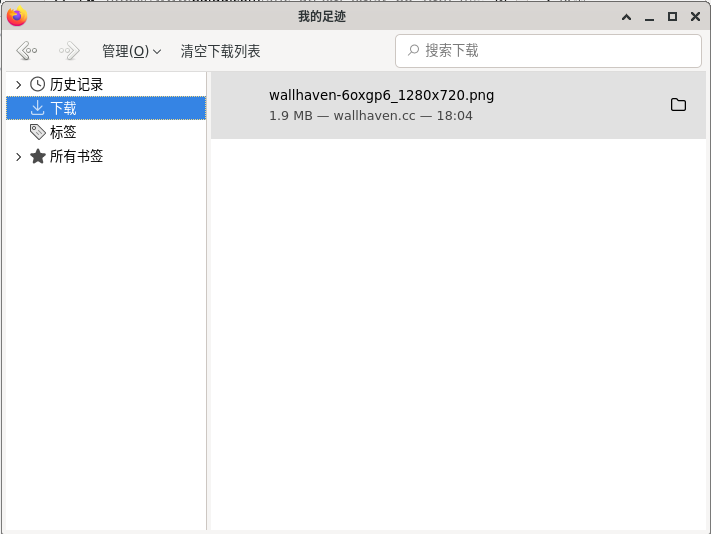 我的足迹
管理(O)
清空下载列表
搜索下载
历史记录
下载
标签
所有书签
wallhaven-6oxgp6_1280x720.png
1.9 MB — wallhaven.cc — 18:04